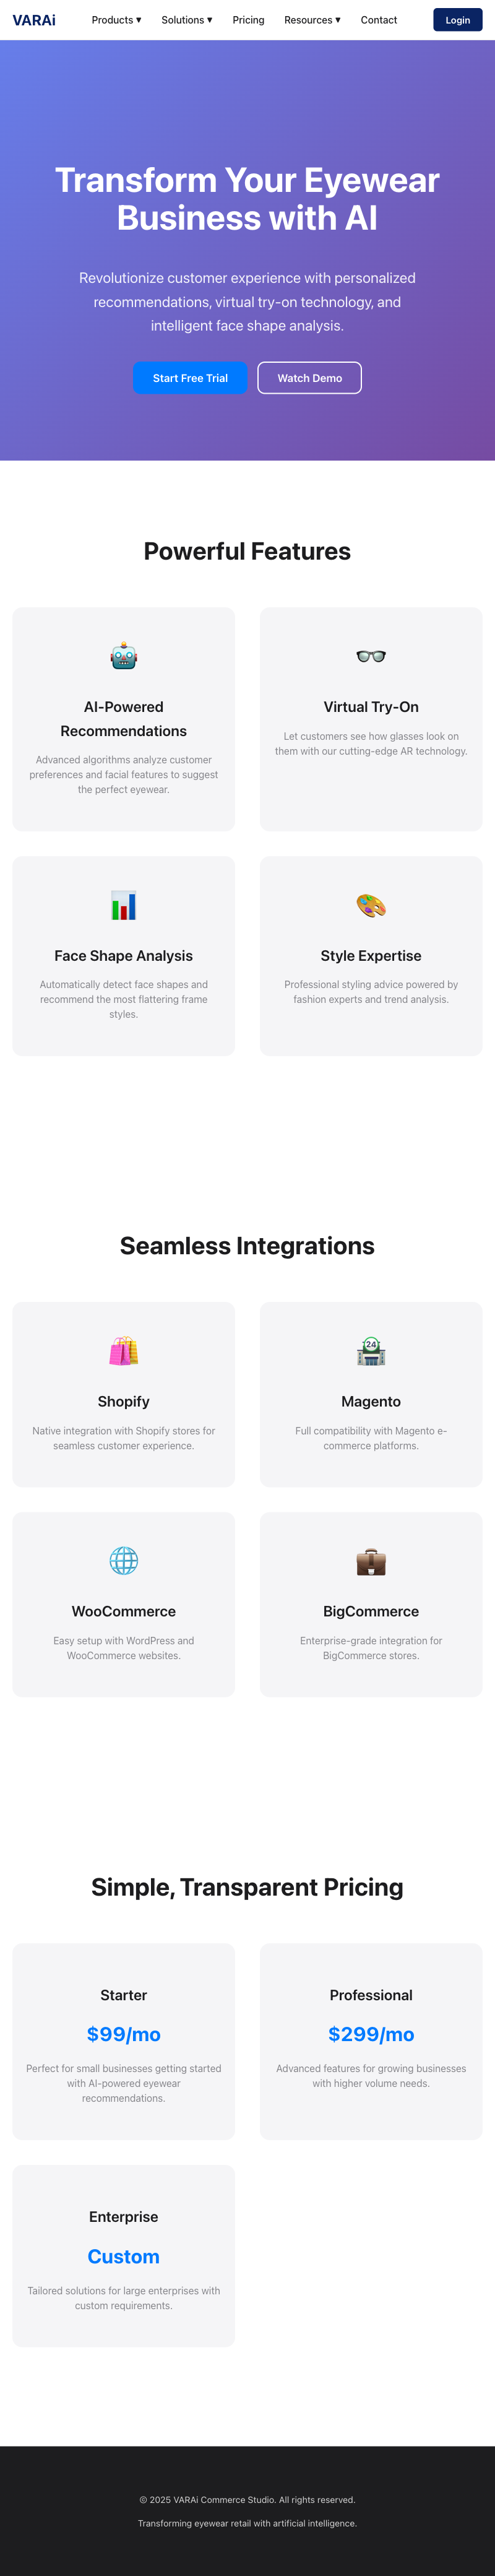 VARAi
Products ▾
Solutions ▾
Pricing
Resources ▾
Contact
Login
Transform Your Eyewear
Business with AI
Revolutionize customer experience with personalized
recommendations, virtual try-on technology, and
intelligent face shape analysis.
Start Free Trial
Watch Demo
Powerful Features
AI-Powered
Recommendations
Advanced algorithms analyze customer
preferences and facial features to suggest
the perfect eyewear.
Virtual Try-On
Let customers see how glasses look on
them with our cutting-edge AR technology.
Face Shape Analysis
Automatically detect face shapes and
recommend the most flattering frame
styles.
Style Expertise
Professional styling advice powered by
fashion experts and trend analysis.
Seamless Integrations
Shopify
Native integration with Shopify stores for
seamless customer experience.
24
Magento
Full compatibility with Magento e-
commerce platforms.
WooCommerce
Easy setup with WordPress and
WooCommerce websites.
BigCommerce
Enterprise-grade integration for
BigCommerce stores.
Simple, Transparent Pricing
Starter
$99/mo
Perfect for small businesses getting started
with AI-powered eyewear
recommendations.
Professional
$299/mo
Advanced features for growing businesses
with higher volume needs.
Enterprise
Custom
Tailored solutions for large enterprises with
custom requirements.
© 2025 VARAi Commerce Studio. All rights reserved.
Transforming eyewear retail with artificial intelligence.